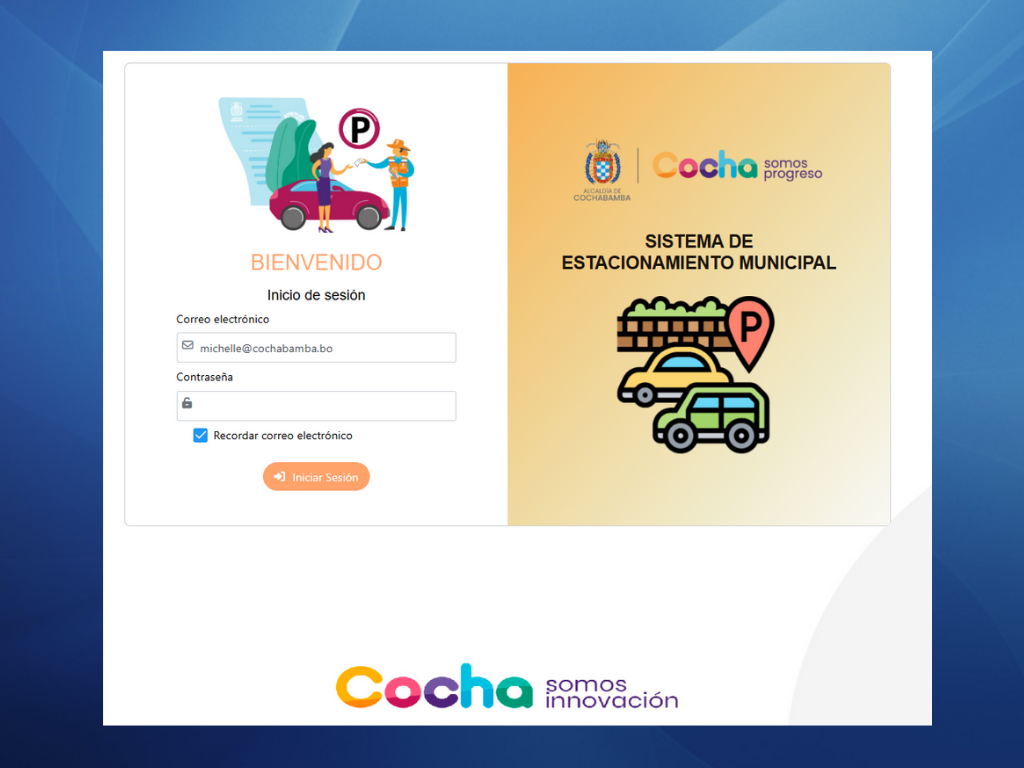 P
BIENVENIDO
Inicio de sesión
Correo electrónico
michelle@cochabamba.bo
Contraseña
Recordar correo electrónico
Iniciar Sesión
ALCALDÍA DE
COCHABAMBA
Cocha somos
progreso
SISTEMA DE
ESTACIONAMIENTO MUNICIPAL
P
Cocha somos
innovación